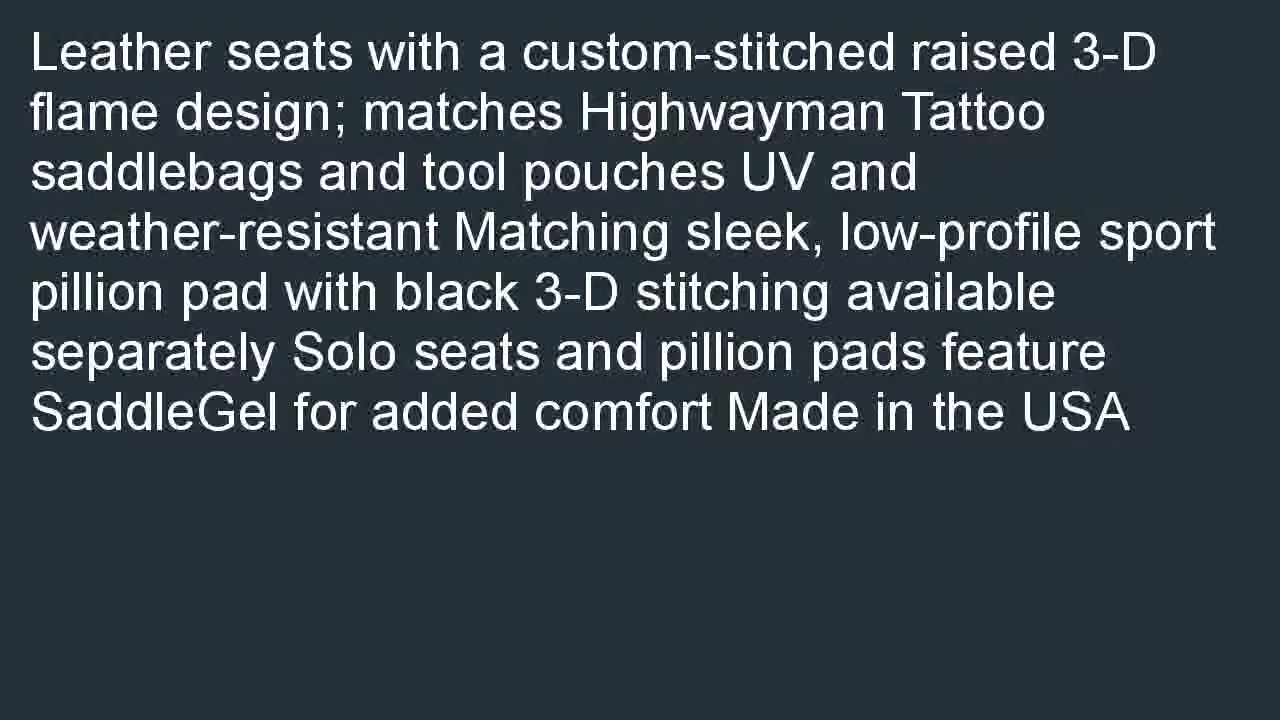 Leather seats with a custom-stitched raised 3-D
flame design; matches Highwayman Tattoo
saddlebags and tool pouches UV and
weather-resistant Matching sleek, low-profile sport
pillion pad with black 3-D stitching available
separately Solo seats and pillion pads feature
SaddleGel for added comfort Made in the USA